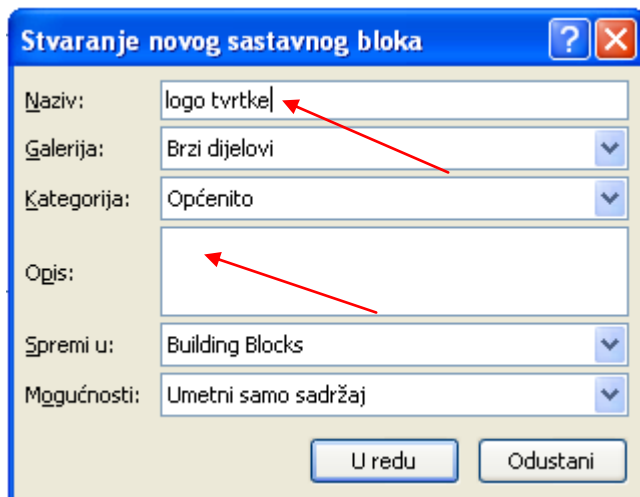 Stvaranje novog sastavnog bloka
Naziv: logo tvrtke
Galerija: Brzi dijelovi
Kategorija: Općenito
Opis:
Spremi u: Building Blocks
Mogućnosti: Umetni samo sadržaj
U redu Odustani